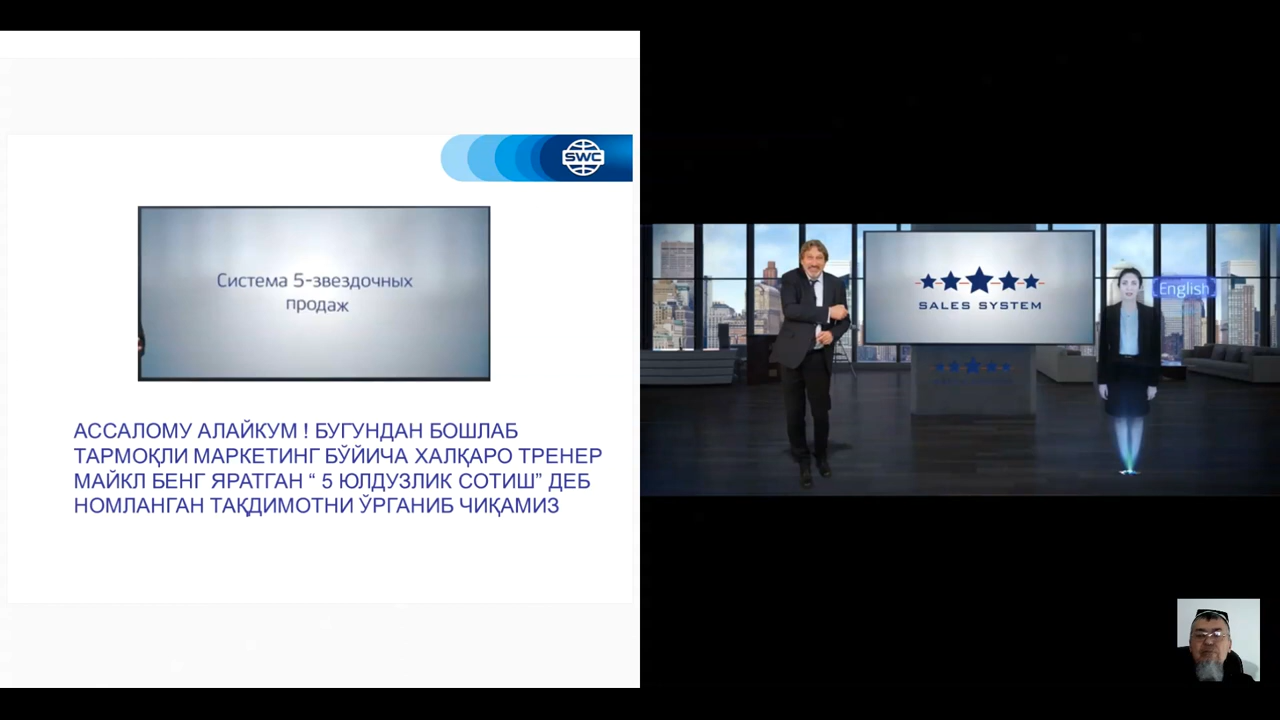 SWC
Система 5-звездочных
продаж
АССАЛОМУ АЛАЙКУМ ! БУГУНДАН БОШЛАБ
ТАРМОҚЛИ МАРКЕТИНГ БЎЙИЧА ХАЛҚАРО ТРЕНЕР
МАЙКЛ БЕНГ ЯРАТГАН “ 5 ЮЛДУЗЛИК СОТИШ” ДЕБ
НОМЛАНГАН ТАҚДИМОТНИ ЎРГАНИБ ЧИҚАМИЗ
SALES SYSTEM
English